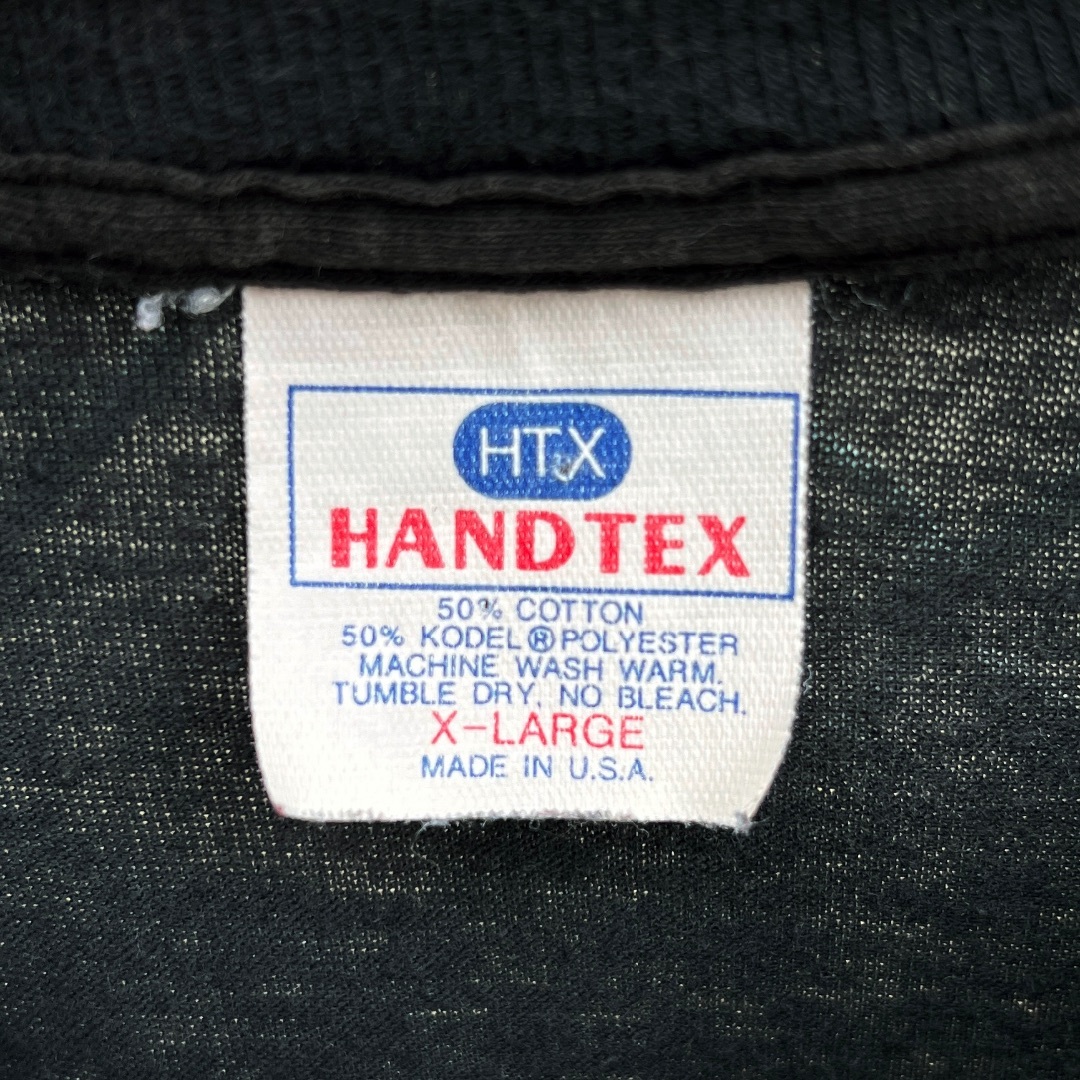 HTX
HANDTEX
50% COTTON
50% KODEL® POLYESTER
MACHINE WASH WARM.
TUMBLE DRY, NO BLEACH.
X-LARGE
MADE IN U.S.A.